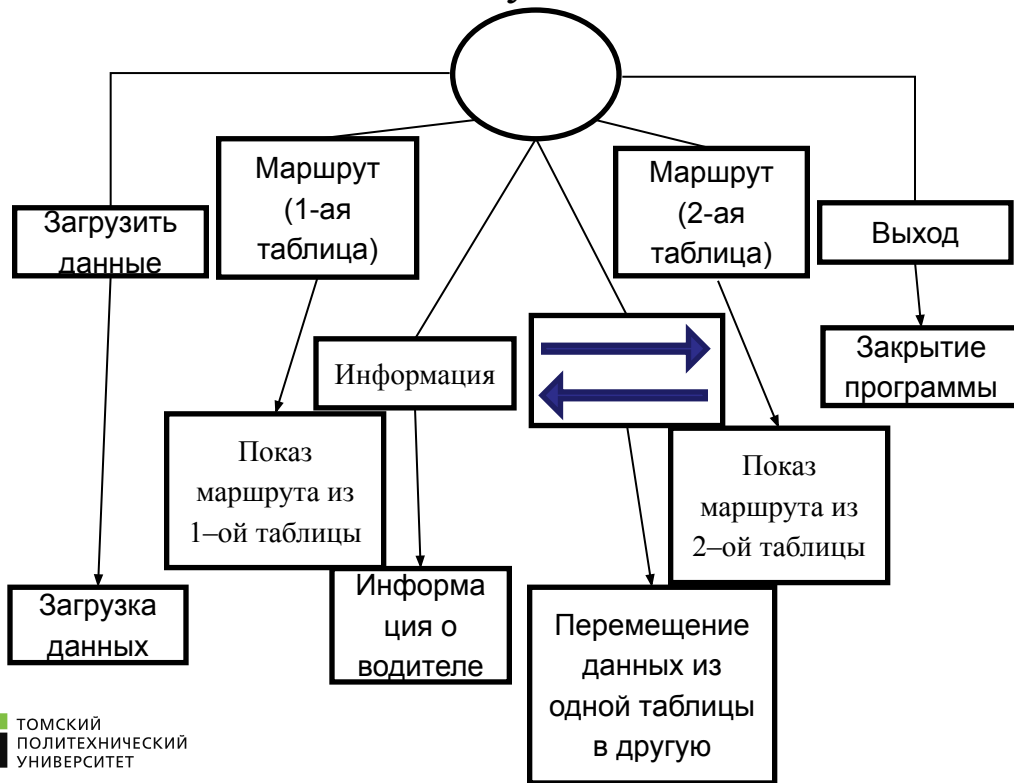 Маршрут
(1-ая
таблица)
Маршрут
(2-ая
таблица)
Загрузить
данные
Выход
Информация
Закрытие
программы
Показ
маршрута из
1–ой таблицы
Показ
маршрута из
2–ой таблицы
Загрузка
данных
Информа
ция о
водителе
Перемещение
данных из
одной таблицы
в другую
ТОМСКИЙ
ПОЛИТЕХНИЧЕСКИЙ
УНИВЕРСИТЕТ